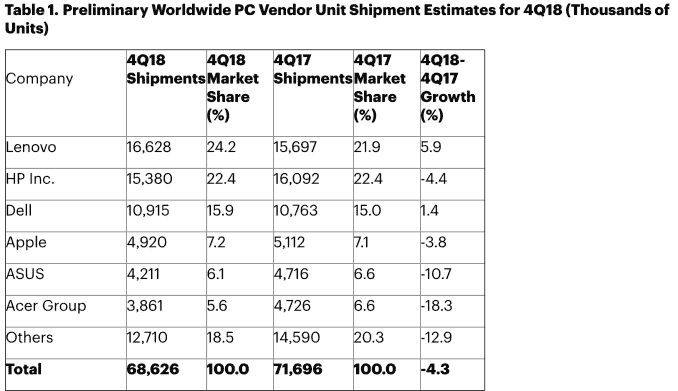 Table 1. Preliminary Worldwide PC Vendor Unit Shipment Estimates for 4Q18 (Thousands of
Units)
Company 4Q18 Shipments 4Q18 Market Share (%) 4Q17 Shipments 4Q17 Market Share (%) 4Q18-4Q17 Growth (%)
Lenovo 16,628 24.2 15,697 21.9 5.9
HP Inc. 15,380 22.4 16,092 22.4 -4.4
Dell 10,915 15.9 10,763 15.0 1.4
Apple 4,920 7.2 5,112 7.1 -3.8
ASUS 4,211 6.1 4,716 6.6 -10.7
Acer Group 3,861 5.6 4,726 6.6 -18.3
Others 12,710 18.5 14,590 20.3 -12.9
Total 68,626 100.0 71,696 100.0 -4.3